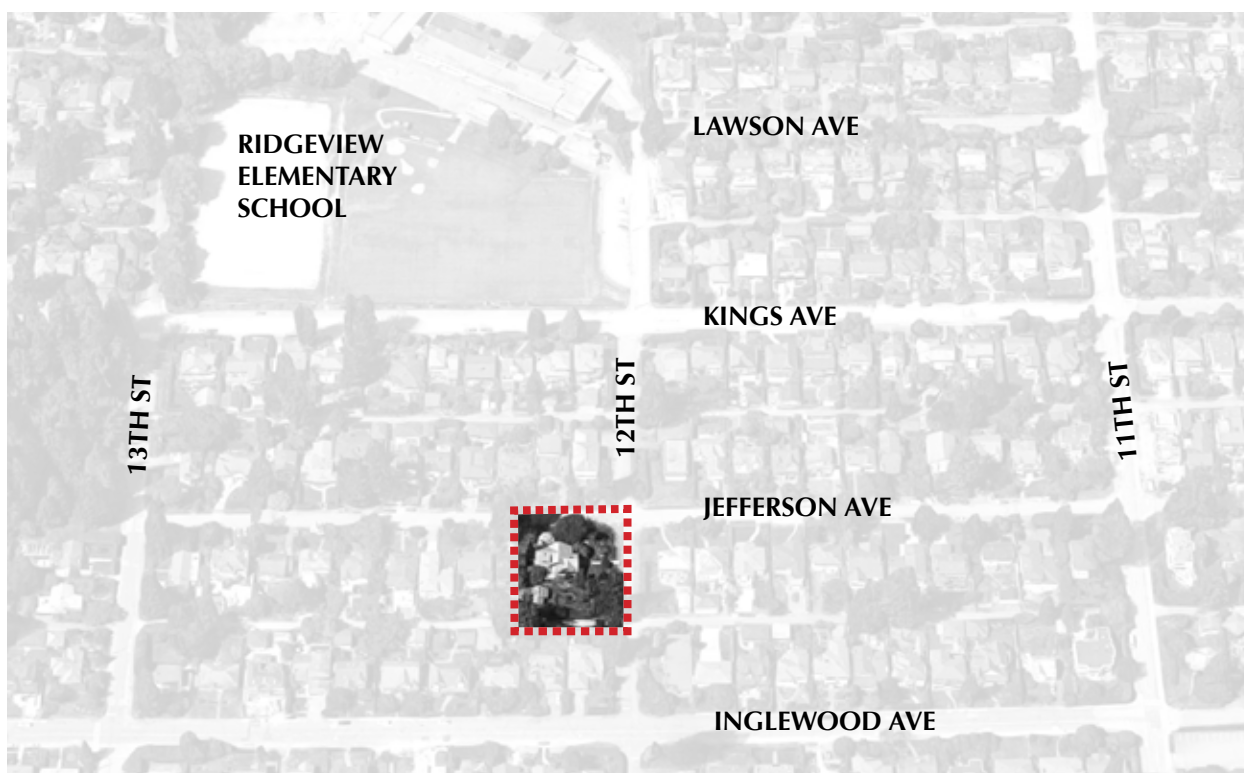 LAWSON AVE
RIDGEVIEW
ELEMENTARY
SCHOOL
KINGS AVE
13TH ST
12TH ST
11TH ST
JEFFERSON AVE
INGLEWOOD AVE